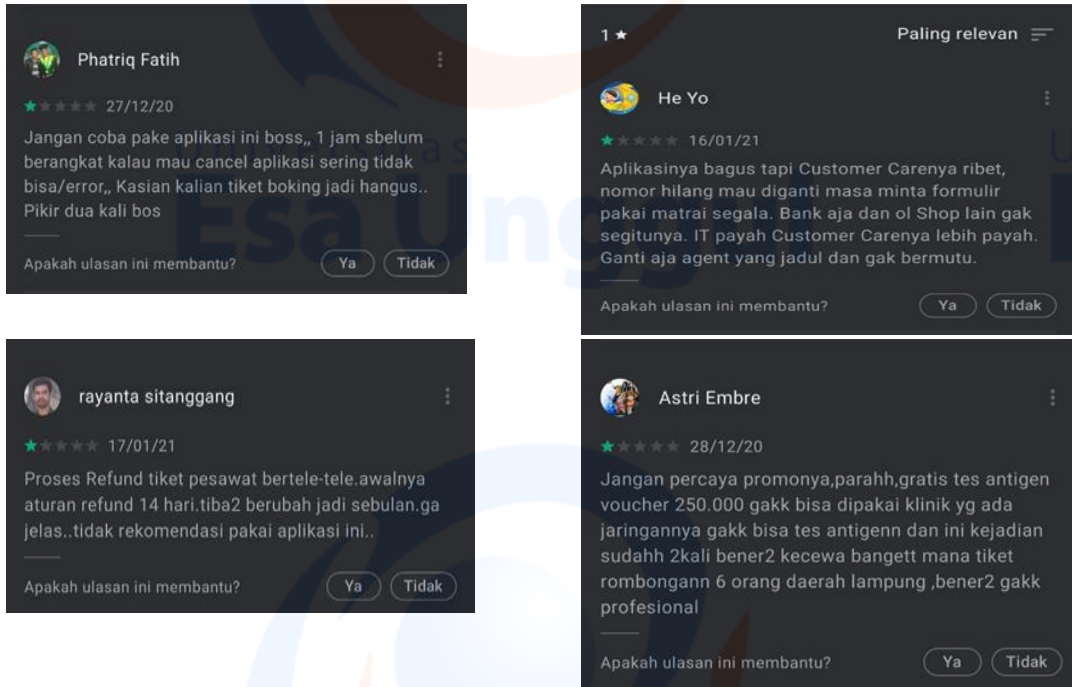 Phatriq Fatih
27/12/20
Jangan coba pake aplikasi ini boss,, 1 jam sbelum
berangkat kalau mau cancel aplikasi sering tidak
bisa/error,, Kasian kalian tiket boking jadi hangus..
Pikir dua kali bos
Apakah ulasan ini membantu?
Ya
Tidak
1 ★
Paling relevan
He Yo
16/01/21
Aplikasinya bagus tapi Customer Carenya ribet,
nomor hilang mau diganti masa minta formulir
pakai matrai segala. Bank aja dan ol Shop lain gak
segitunya. IT payah Customer Carenya lebih payah.
Ganti aja agent yang jadul dan gak bermutu.
Apakah ulasan ini membantu?
Ya
Tidak
rayanta sitanggang
17/01/21
Proses Refund tiket pesawat bertele-tele.awalnya
aturan refund 14 hari.tiba2 berubah jadi sebulan.ga
jelas..tidak rekomendasi pakai aplikasi ini..
Apakah ulasan ini membantu?
Ya
Tidak
Astri Embre
28/12/20
Jangan percaya promonya,parahh,gratis tes antigen
voucher 250.000 gakk bisa dipakai klinik yg ada
jaringannya gakk bisa tes antigenn dan ini kejadian
sudahh 2kali bener2 kecewa bangett mana tiket
rombongann 6 orang daerah lampung ,bener2 gakk
profesional
Apakah ulasan ini membantu?
Ya
Tidak
Esa Unggul